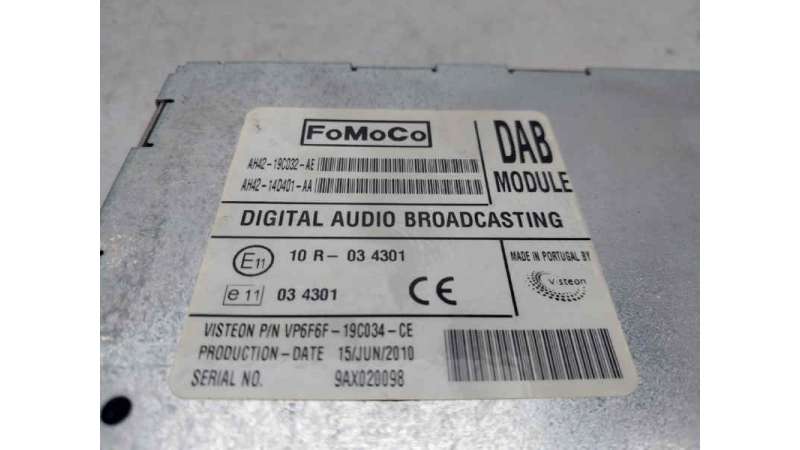 FoMoCo
DAB
MODULE
AH42-19C032-AE
AH42-14D401-AA
DIGITAL AUDIO BROADCASTING
E11 10 R- 03 4301
e 11 03 4301
CE
MADE IN PORTUGAL BY
Visteon
VISTEON P/N VP6F6F-19C034-CE
PRODUCTION-DATE 15/JUN/2010
SERIAL NO. 9AX020098